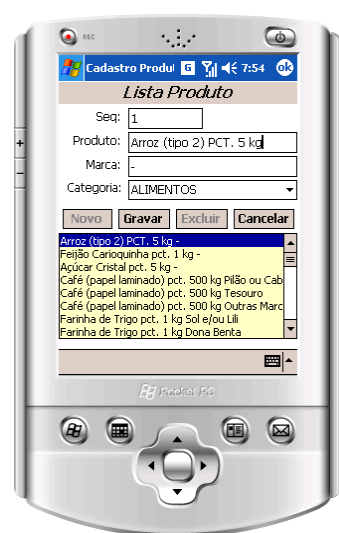 REC
Cadastro Produl G 7:54 ok
Lista Produto
Seq: 1
Produto: Arroz (tipo 2) PCT. 5 kg
Marca: -
Categoria: ALIMENTOS
Novo Gravar Excluir Cancelar
Arroz (tipo 2) PCT. 5 kg -
Feijão Carioquinha pct. 1 kg -
Açúcar Cristal pct. 5 kg -
Café (papel laminado) pct. 500 kg Pilão ou Cab
Café (papel laminado) pct. 500 kg Tesouro
Café (papel laminado) pct. 500 kg Outras Marc
Farinha de Trigo pct. 1 kg Sol e/ou Lili
Farinha de Trigo pct. 1 kg Dona Benta
Pocket PC